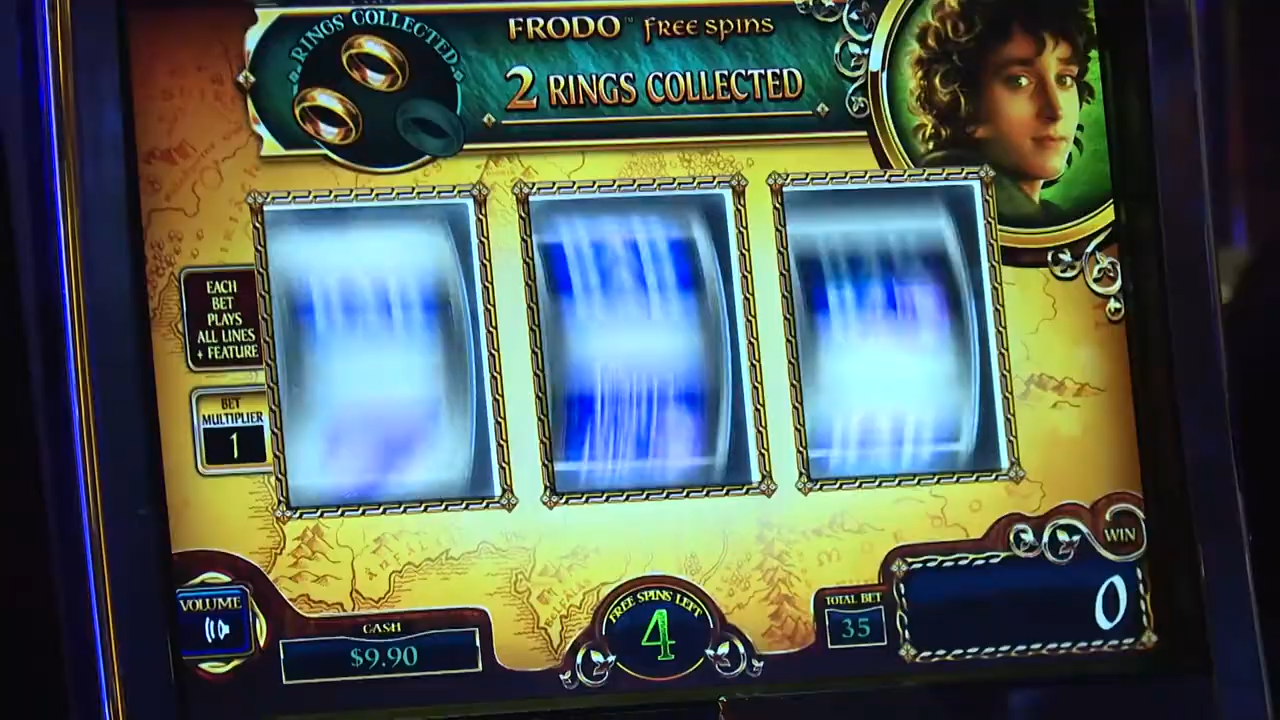 RINGS COLLECTED
FRODO™ FREE SPINS
2 RINGS COLLECTED
EACH
BET
PLAYS
ALL LINES
+ FEATURE
BET
MULTIPLIER
1
VOLUME
CASH
$9.90
FREE SPINS LEFT
4
TOTAL BET
35
WIN
0